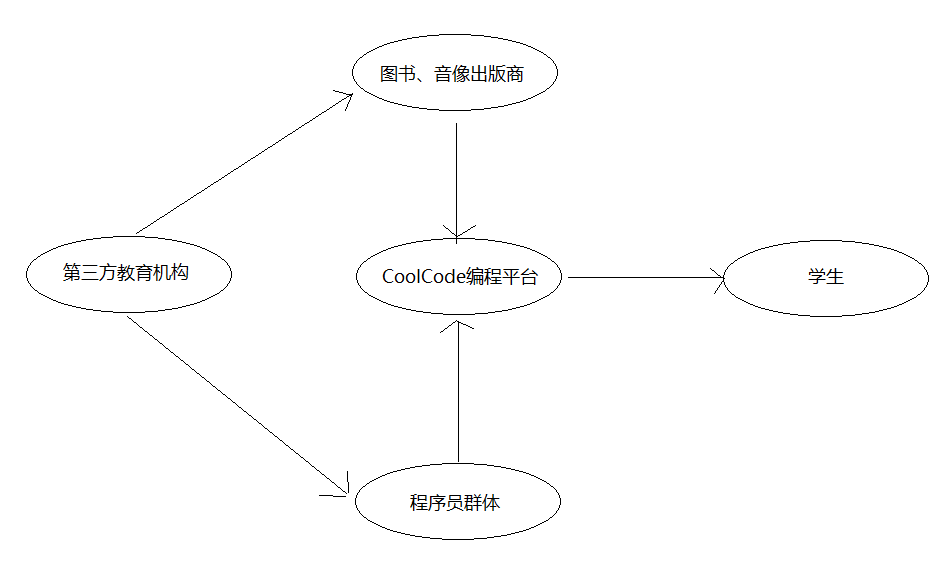 图书、音像出版商
第三方教育机构
CoolCode编程平台
学生
程序员群体